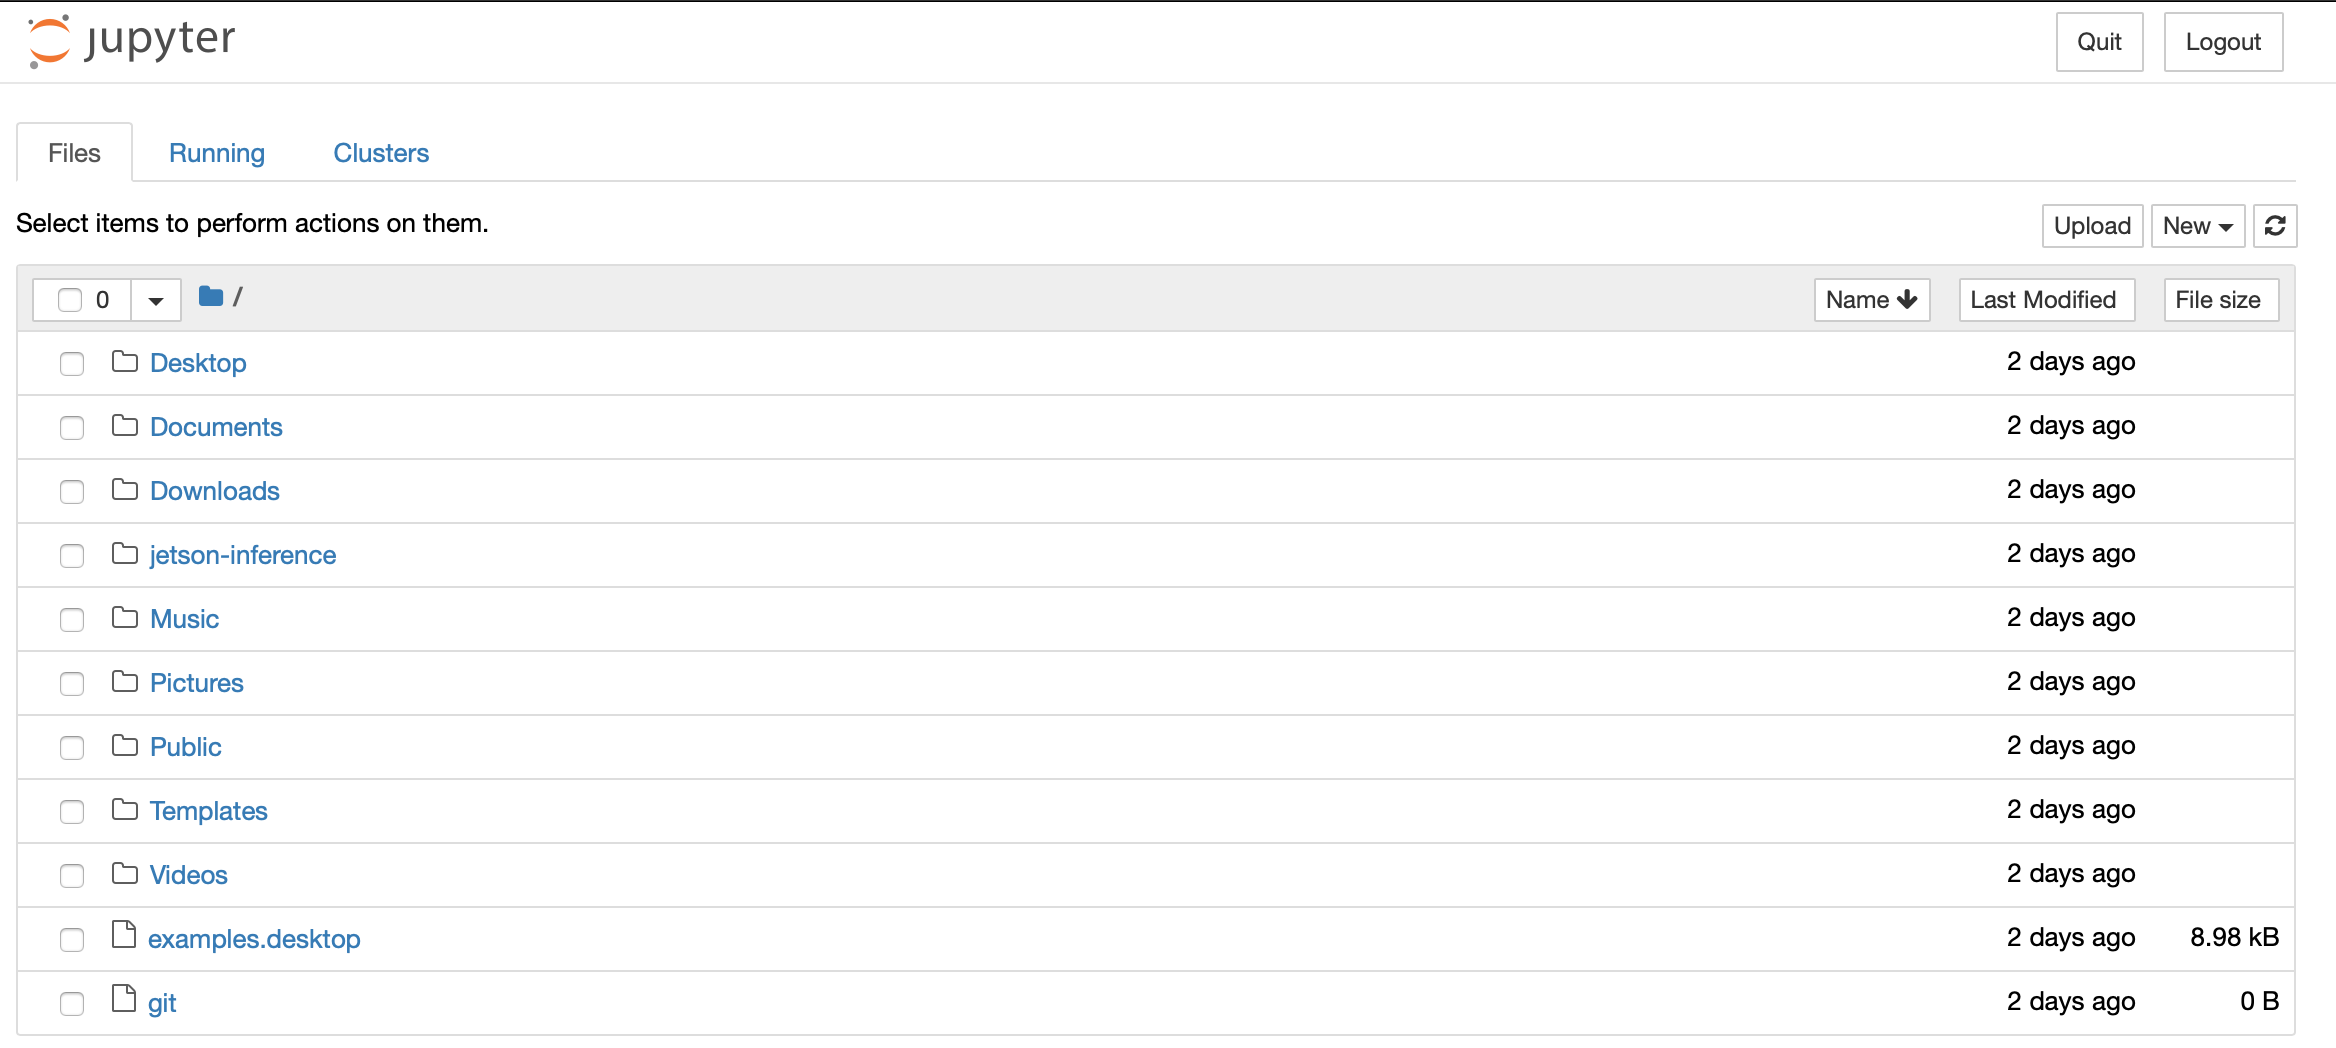 jupyter
Quit Logout
Files Running Clusters
Select items to perform actions on them.
Upload New
0 / Name Last Modified File size
Desktop 2 days ago
Documents 2 days ago
Downloads 2 days ago
jetson-inference 2 days ago
Music 2 days ago
Pictures 2 days ago
Public 2 days ago
Templates 2 days ago
Videos 2 days ago
examples.desktop 2 days ago 8.98 kB
git 2 days ago 0 B